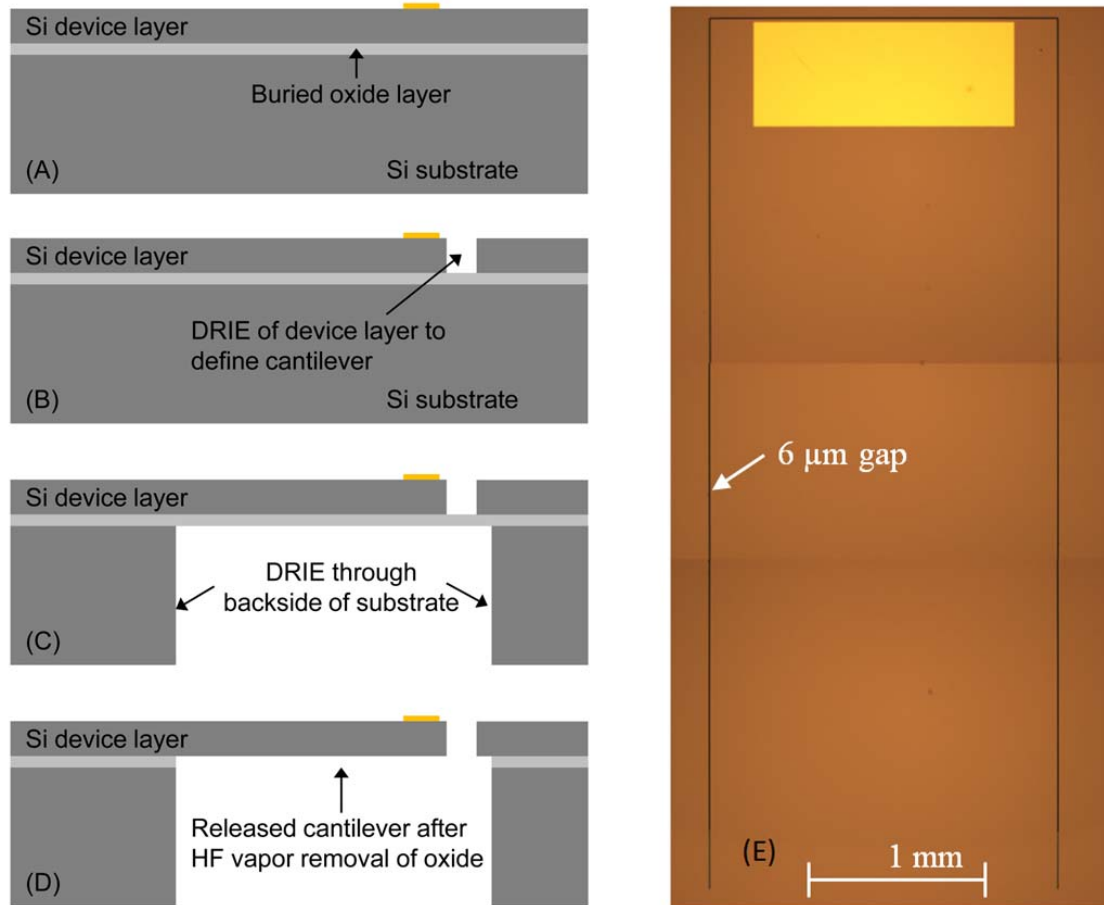 Si device layer
Buried oxide layer
(A)
Si substrate
Si device layer
DRIE of device layer to
define cantilever
(B)
Si substrate
Si device layer
DRIE through
backside of substrate
(C)
Si device layer
Released cantilever after
HF vapor removal of oxide
(D)
6 µm gap
(E)
1 mm